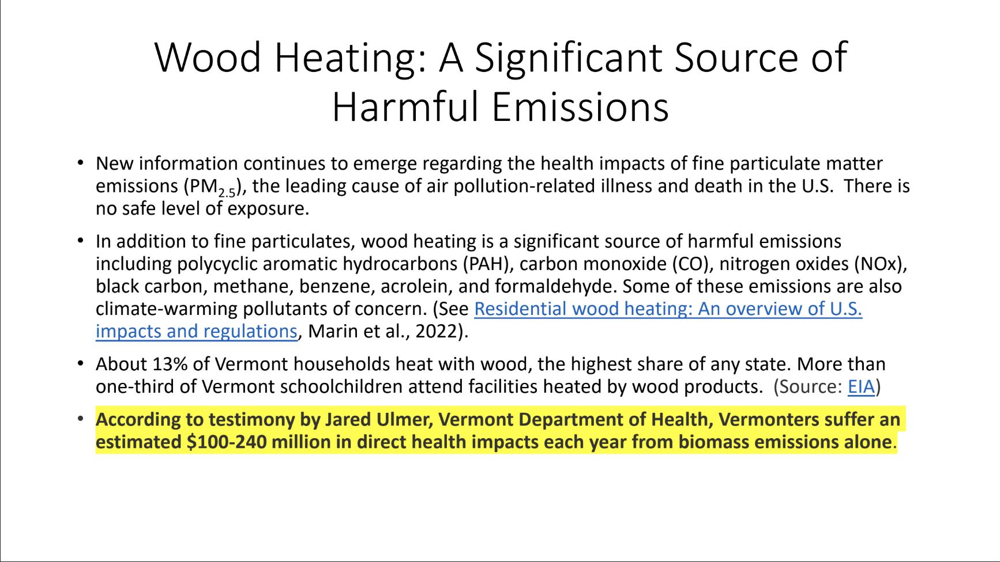 Wood Heating: A Significant Source of
Harmful Emissions
• New information continues to emerge regarding the health impacts of fine particulate matter
emissions (PM2.5), the leading cause of air pollution-related illness and death in the U.S.  There is
no safe level of exposure.
• In addition to fine particulates, wood heating is a significant source of harmful emissions
including polycyclic aromatic hydrocarbons (PAH), carbon monoxide (CO), nitrogen oxides (NOx),
black carbon, methane, benzene, acrolein, and formaldehyde. Some of these emissions are also
climate-warming pollutants of concern. (See Residential wood heating: An overview of U.S.
impacts and regulations, Marin et al., 2022).
• About 13% of Vermont households heat with wood, the highest share of any state. More than
one-third of Vermont schoolchildren attend facilities heated by wood products.  (Source: EIA)
• According to testimony by Jared Ulmer, Vermont Department of Health, Vermonters suffer an
estimated $100-240 million in direct health impacts each year from biomass emissions alone.